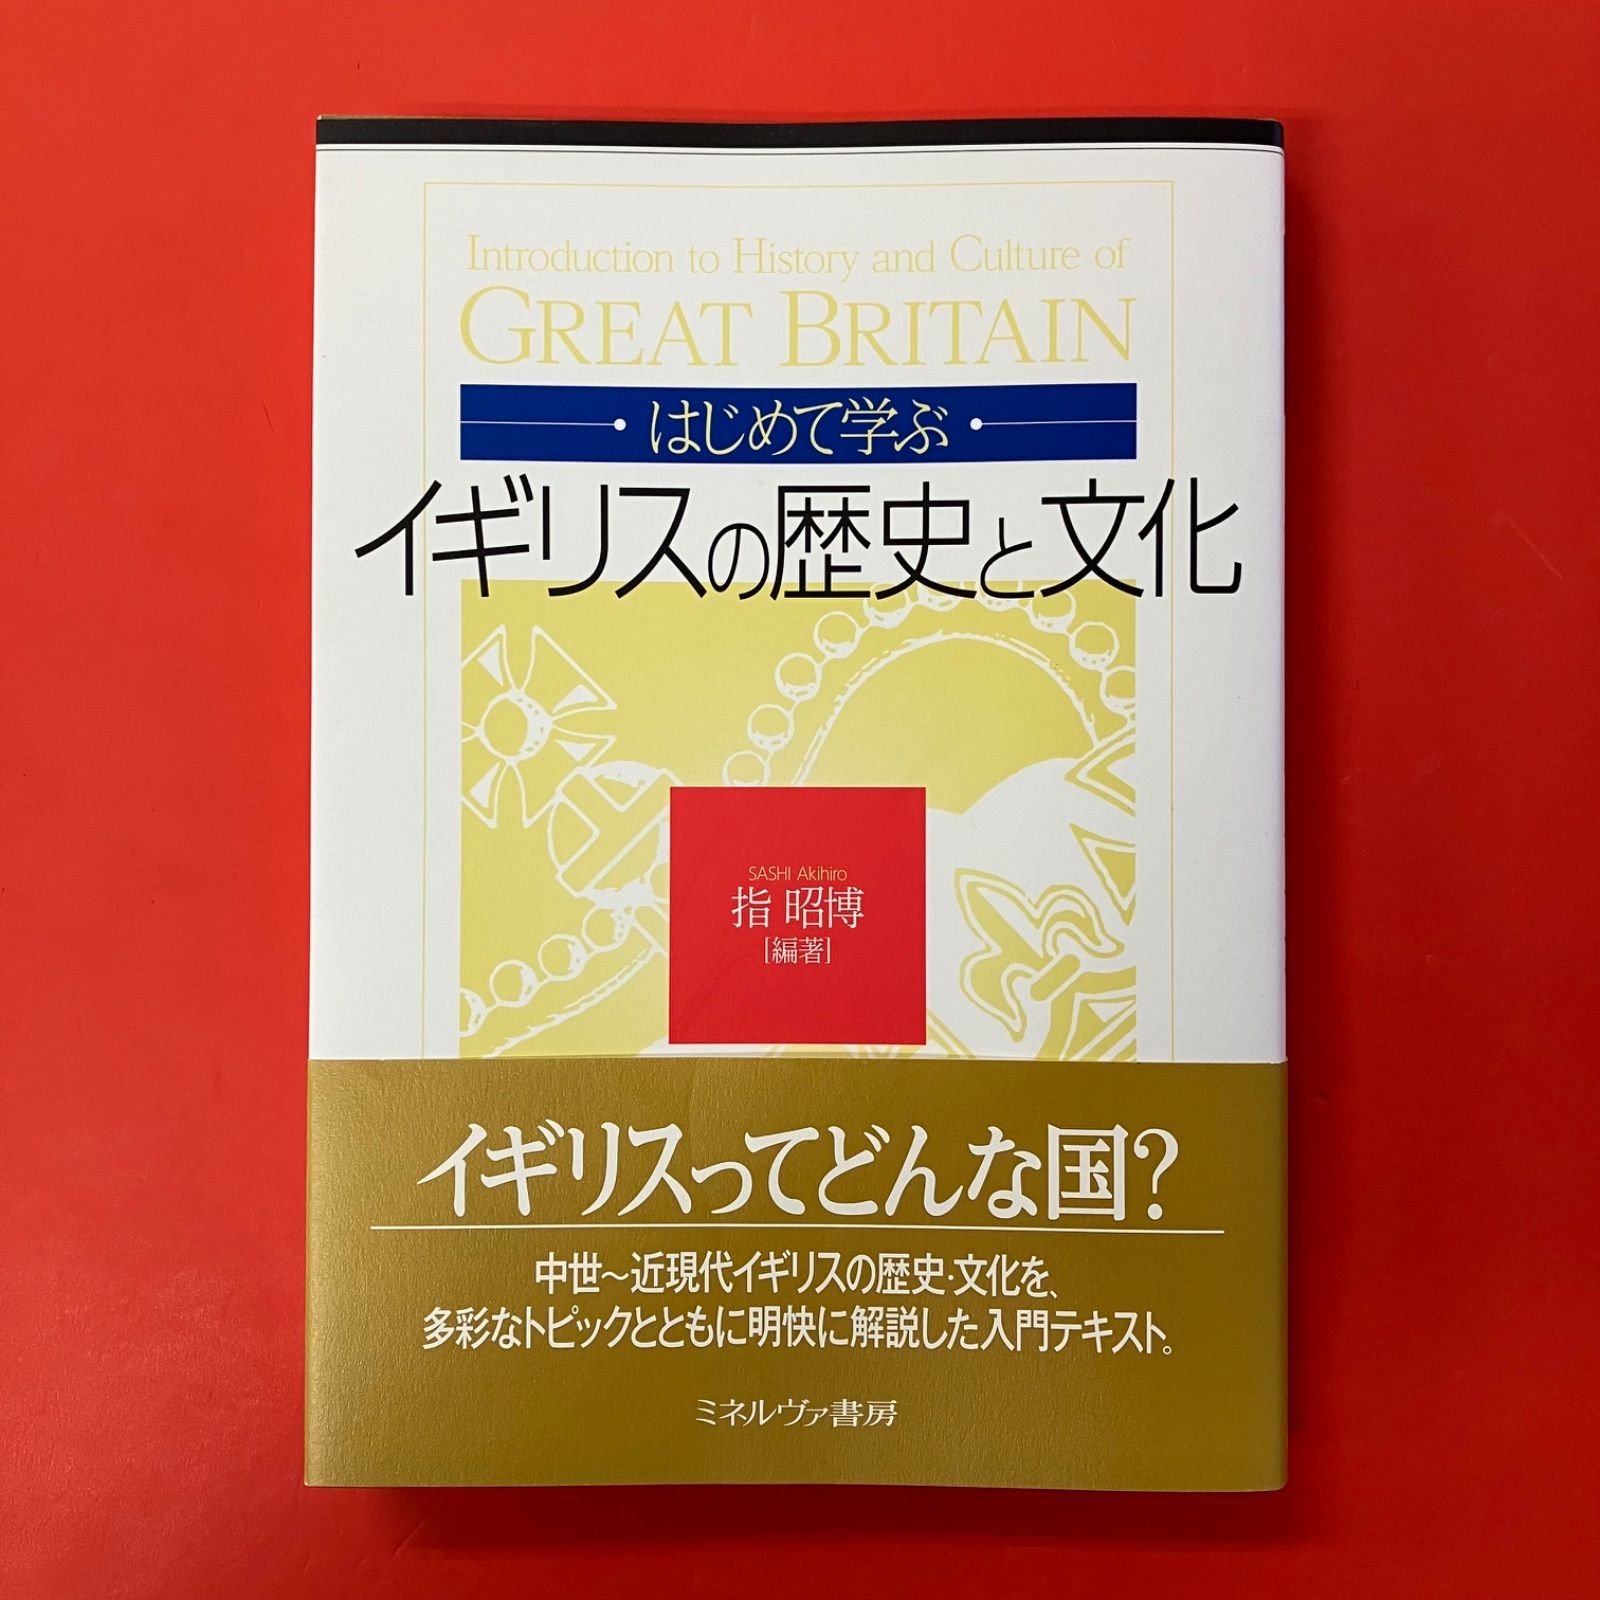 Introduction to History and Culture of
GREAT BRITAIN
はじめて学ぶ
イギリスの歴史と文化
SASHI Akihiro
指 昭博
[編著]
イギリスってどんな国?
中世～近現代イギリスの歴史・文化を、
多彩なトピックとともに明快に解説した入門テキスト。
ミネルヴァ書房